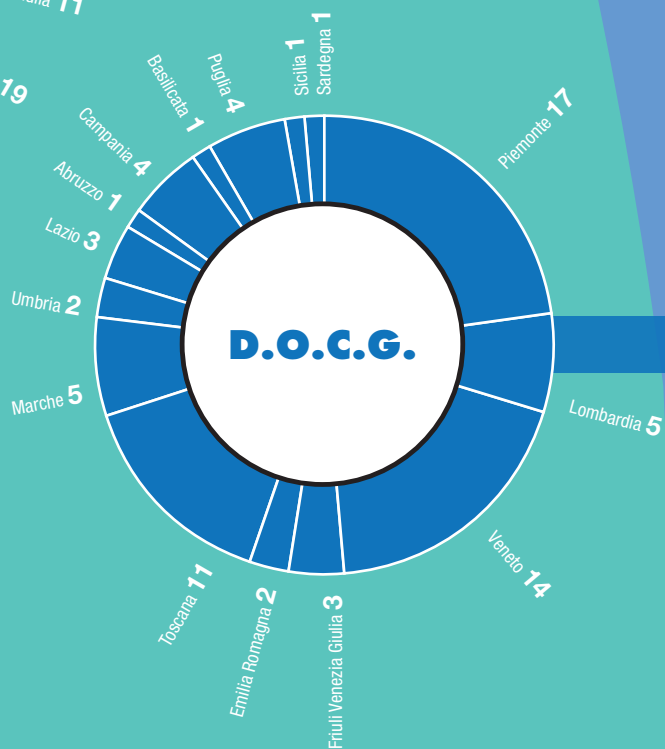 11
19
Sardegna 1
Piemonte 17
Lombardia 5
Veneto 14
Friuli Venezia Giulia 3
Emilia Romagna 2
Toscana 11
Marche 5
Umbria 2
Lazio 3
Abruzzo 1
Campania 4
Basilicata 1
Puglia 4
Sicilia 1
D.O.C.G.